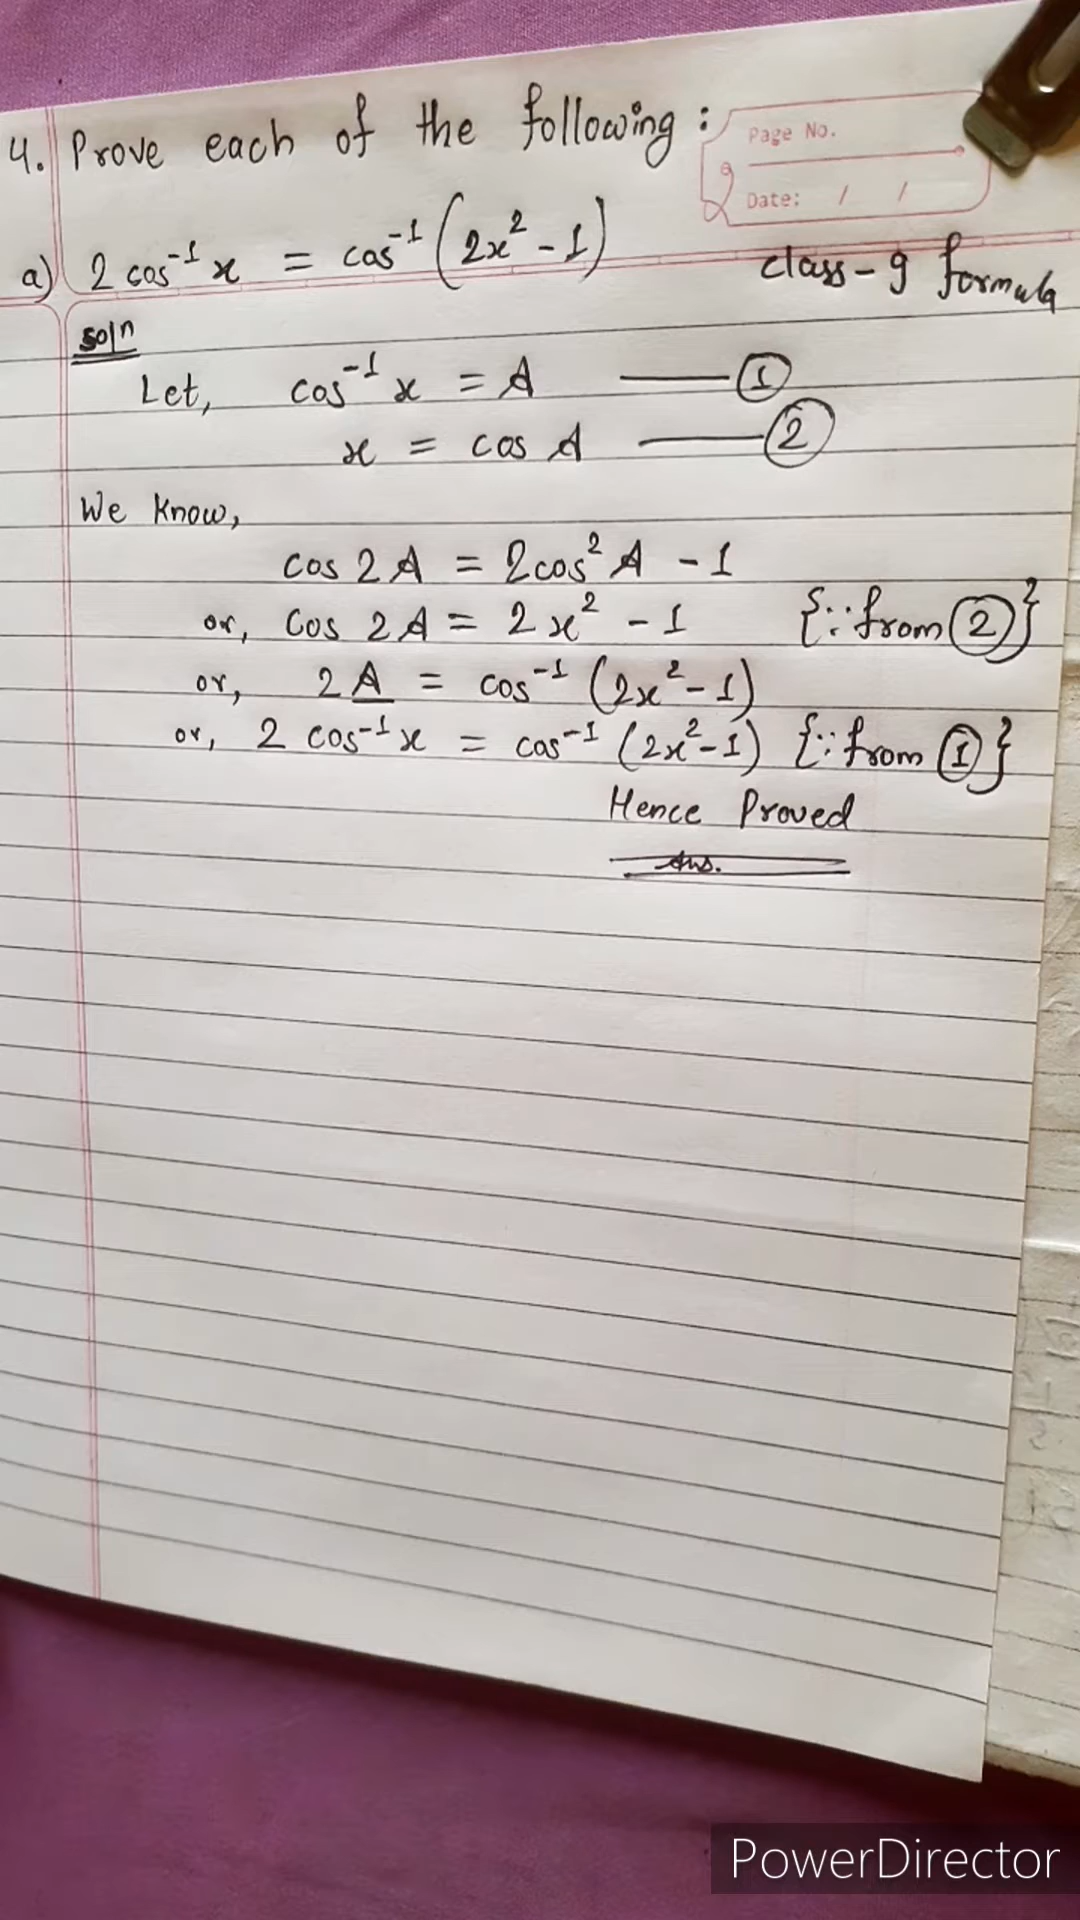 4. Prove each of the following :
Page No.
Date: / /
a) 2 cos⁻¹ x = cos⁻¹ (2x² - 1)
class-9 formula
soln
Let, cos⁻¹ x = A —— ①
x = cos A —— ②
We Know,
cos 2A = 2cos² A - 1
or, cos 2A = 2x² - 1 {∵ from ②}
or, 2A = cos⁻¹ (2x² - 1)
or, 2 cos⁻¹ x = cos⁻¹ (2x² - 1) {∵ from ①}
Hence Proved
Ans.
PowerDirector